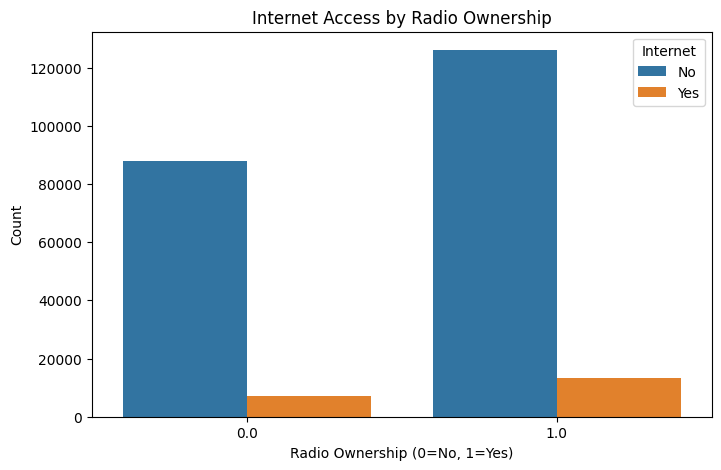 Internet Access by Radio Ownership
Internet
No
Yes
120000
100000
80000
60000
40000
20000
0
Count
0.0
1.0
Radio Ownership (0=No, 1=Yes)